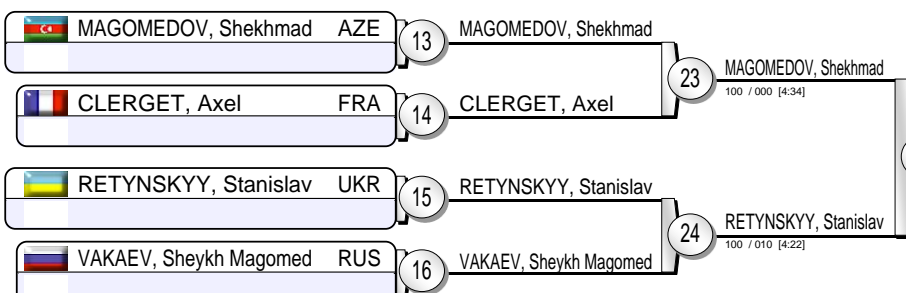 MAGOMEDOV, Shekhmad AZE
13
MAGOMEDOV, Shekhmad
CLERGET, Axel FRA
14
CLERGET, Axel
23
MAGOMEDOV, Shekhmad
100 / 000 [4:34]
RETYNSKYY, Stanislav UKR
15
RETYNSKYY, Stanislav
VAKAEV, Sheykh Magomed RUS
16
VAKAEV, Sheykh Magomed
24
RETYNSKYY, Stanislav
100 / 010 [4:22]